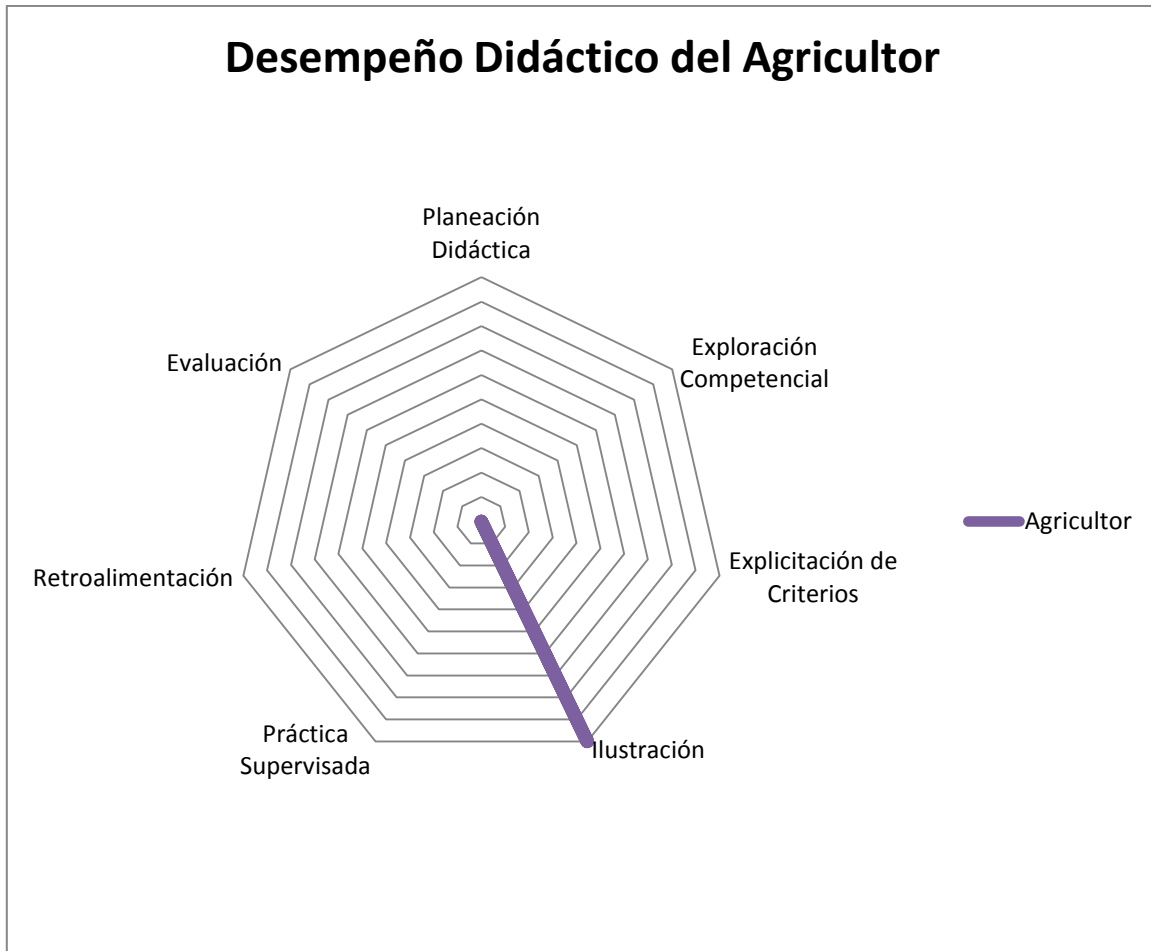 Desempeño Didáctico del Agricultor
Planeación
Didáctica
Exploración
Competencial
Explicitación de
Criterios
Ilustración
Práctica
Supervisada
Retroalimentación
Evaluación
Agricultor